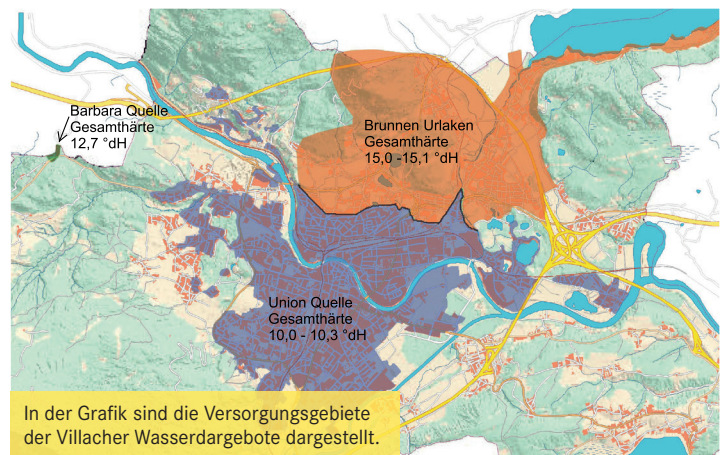 Barbara Quelle
Gesamthärte
12,7 °dH
Brunnen Urlaken
Gesamthärte
15,0 -15,1 °dH
Union Quelle
Gesamthärte
10,0 - 10,3 °dH
In der Grafik sind die Versorgungsgebiete
der Villacher Wasserdargebote dargestellt.